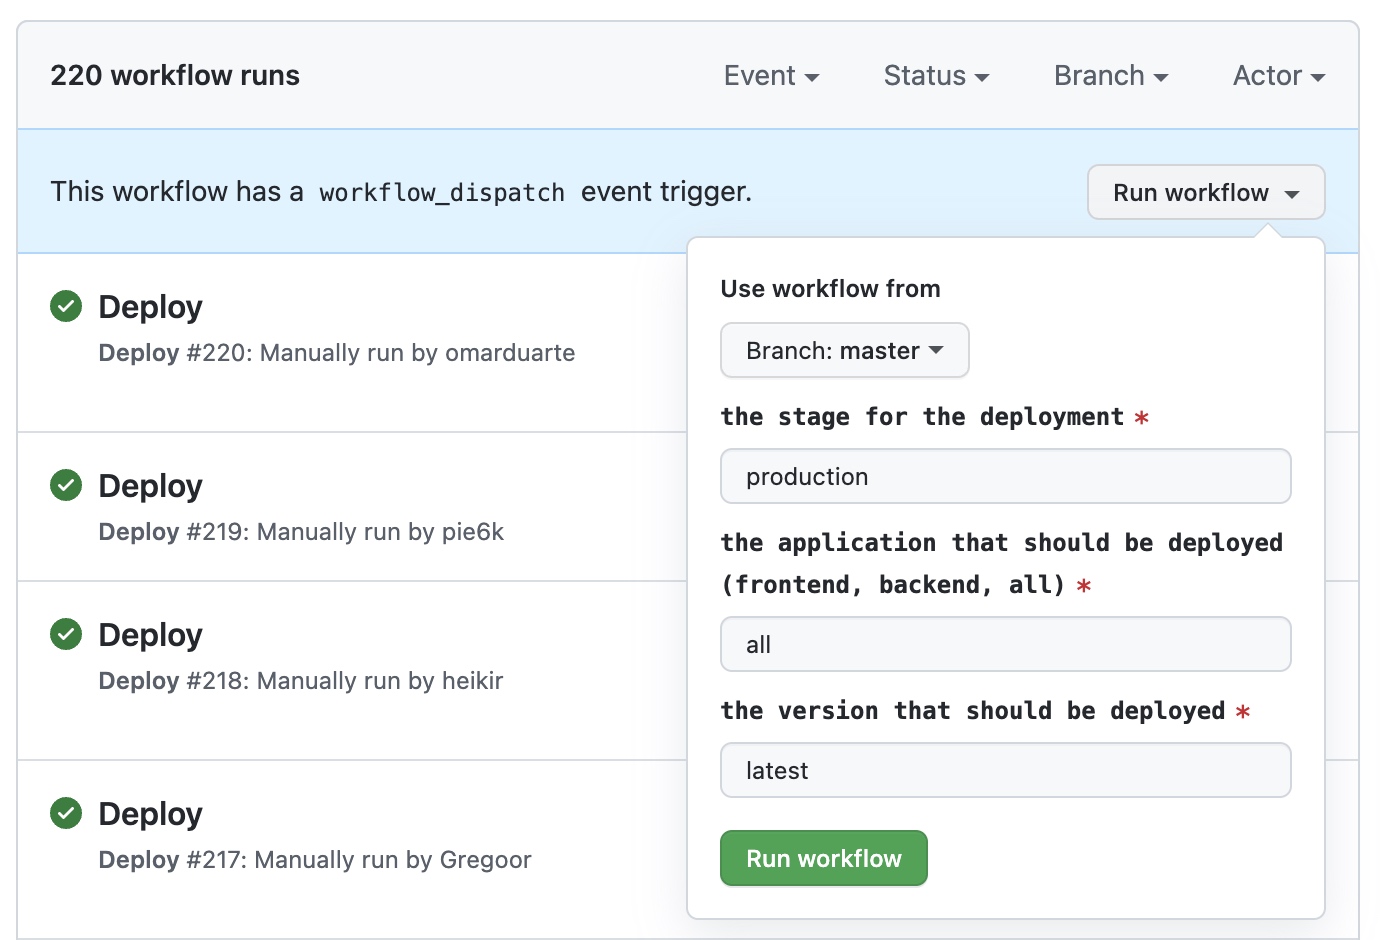 220 workflow runs Event Status Branch Actor
This workflow has a workflow_dispatch event trigger. Run workflow
Deploy
Deploy #220: Manually run by omarduarte
Deploy
Deploy #219: Manually run by pie6k
Deploy
Deploy #218: Manually run by heikir
Deploy
Deploy #217: Manually run by Gregoor
Use workflow from
Branch: master
the stage for the deployment *
production
the application that should be deployed
(frontend, backend, all) *
all
the version that should be deployed *
latest
Run workflow